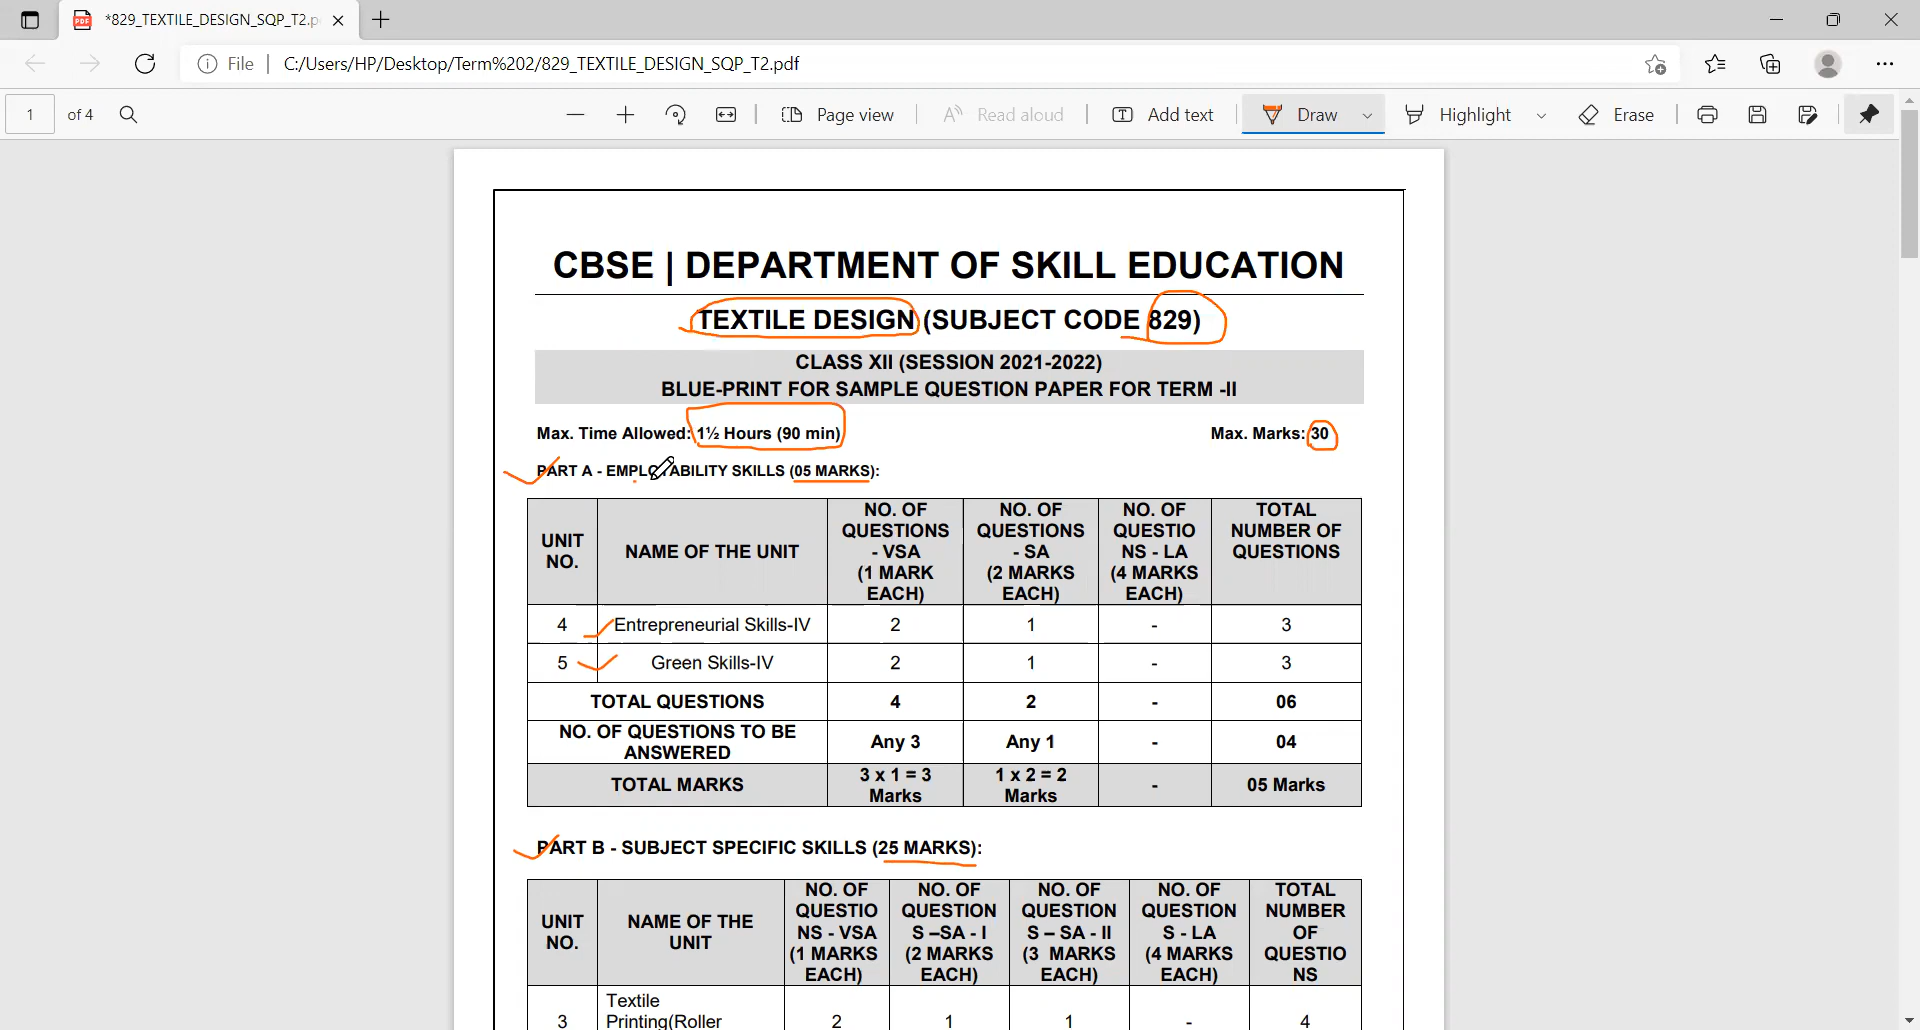 *829_TEXTILE_DESIGN_SQP_T2.p
File
C:/Users/HP/Desktop/Term%202/829_TEXTILE_DESIGN_SQP_T2.pdf
1 of 4
Page view
Read aloud
Add text
Draw
Highlight
Erase
CBSE | DEPARTMENT OF SKILL EDUCATION
TEXTILE DESIGN (SUBJECT CODE 829)
CLASS XII (SESSION 2021-2022)
BLUE-PRINT FOR SAMPLE QUESTION PAPER FOR TERM -II
Max. Time Allowed: 1½ Hours (90 min) Max. Marks: 30
PART A - EMPLOYABILITY SKILLS (05 MARKS):
UNIT
NO.
NAME OF THE UNIT
NO. OF
QUESTIONS
- VSA
(1 MARK
EACH)
NO. OF
QUESTIONS
- SA
(2 MARKS
EACH)
NO. OF
QUESTIO
NS - LA
(4 MARKS
EACH)
TOTAL
NUMBER OF
QUESTIONS
4 Entrepreneurial Skills-IV 2 1 - 3
5 Green Skills-IV 2 1 - 3
TOTAL QUESTIONS 4 2 - 06
NO. OF QUESTIONS TO BE
ANSWERED
Any 3 Any 1 - 04
TOTAL MARKS
3 x 1 = 3
Marks
1 x 2 = 2
Marks
-
05 Marks
PART B - SUBJECT SPECIFIC SKILLS (25 MARKS):
UNIT
NO.
NAME OF THE
UNIT
NO. OF
QUESTIO
NS - VSA
(1 MARKS
EACH)
NO. OF
QUESTION
S –SA - I
(2 MARKS
EACH)
NO. OF
QUESTION
S – SA - II
(3 MARKS
EACH)
NO. OF
QUESTION
S - LA
(4 MARKS
EACH)
TOTAL
NUMBER
OF
QUESTIO
NS
3
Textile
Printing(Roller
2 1 1 - 4